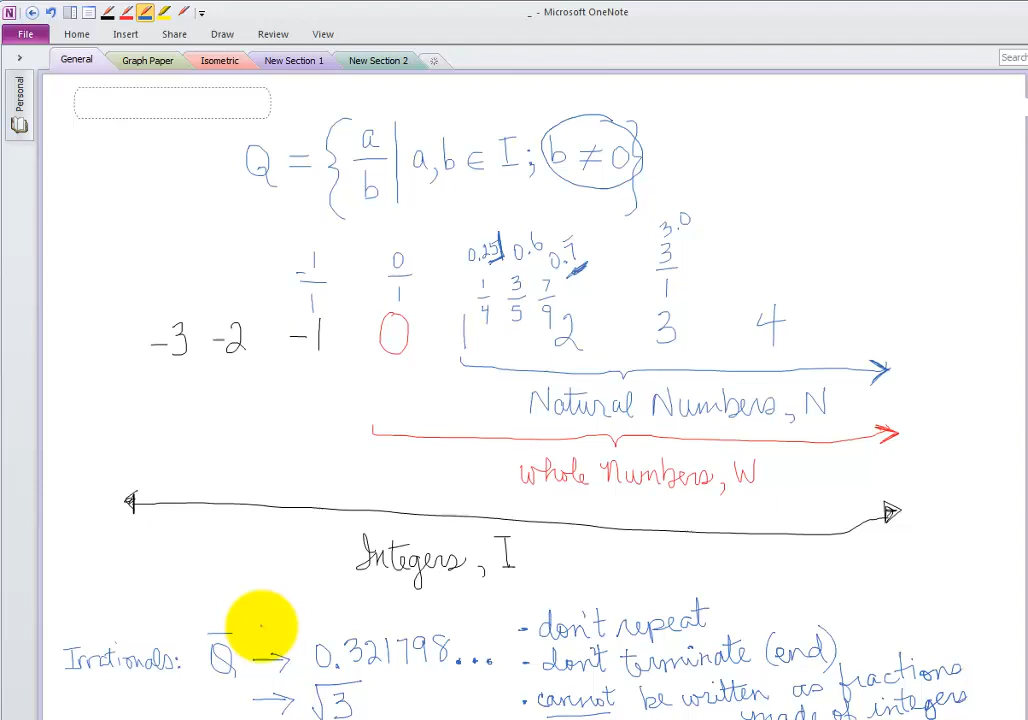 _ - Microsoft OneNote
File Home Insert Share Draw Review View
General Graph Paper Isometric New Section 1 New Section 2
Search
Personal
Q = { a/b | a, b ∈ I; b ≠ 0 }
3.0
0.25 0.6 0.7̄
-1/1 0/1 1/4 3/5 7/9 3/1
-3 -2 -1 0 1 2 3 4
Natural Numbers, N
Whole Numbers, W
Integers, I
Irrationals: Q̄ → 0.321798...
- don't repeat
- don't terminate (end)
→ √3
- cannot be written as fractions
made of integers